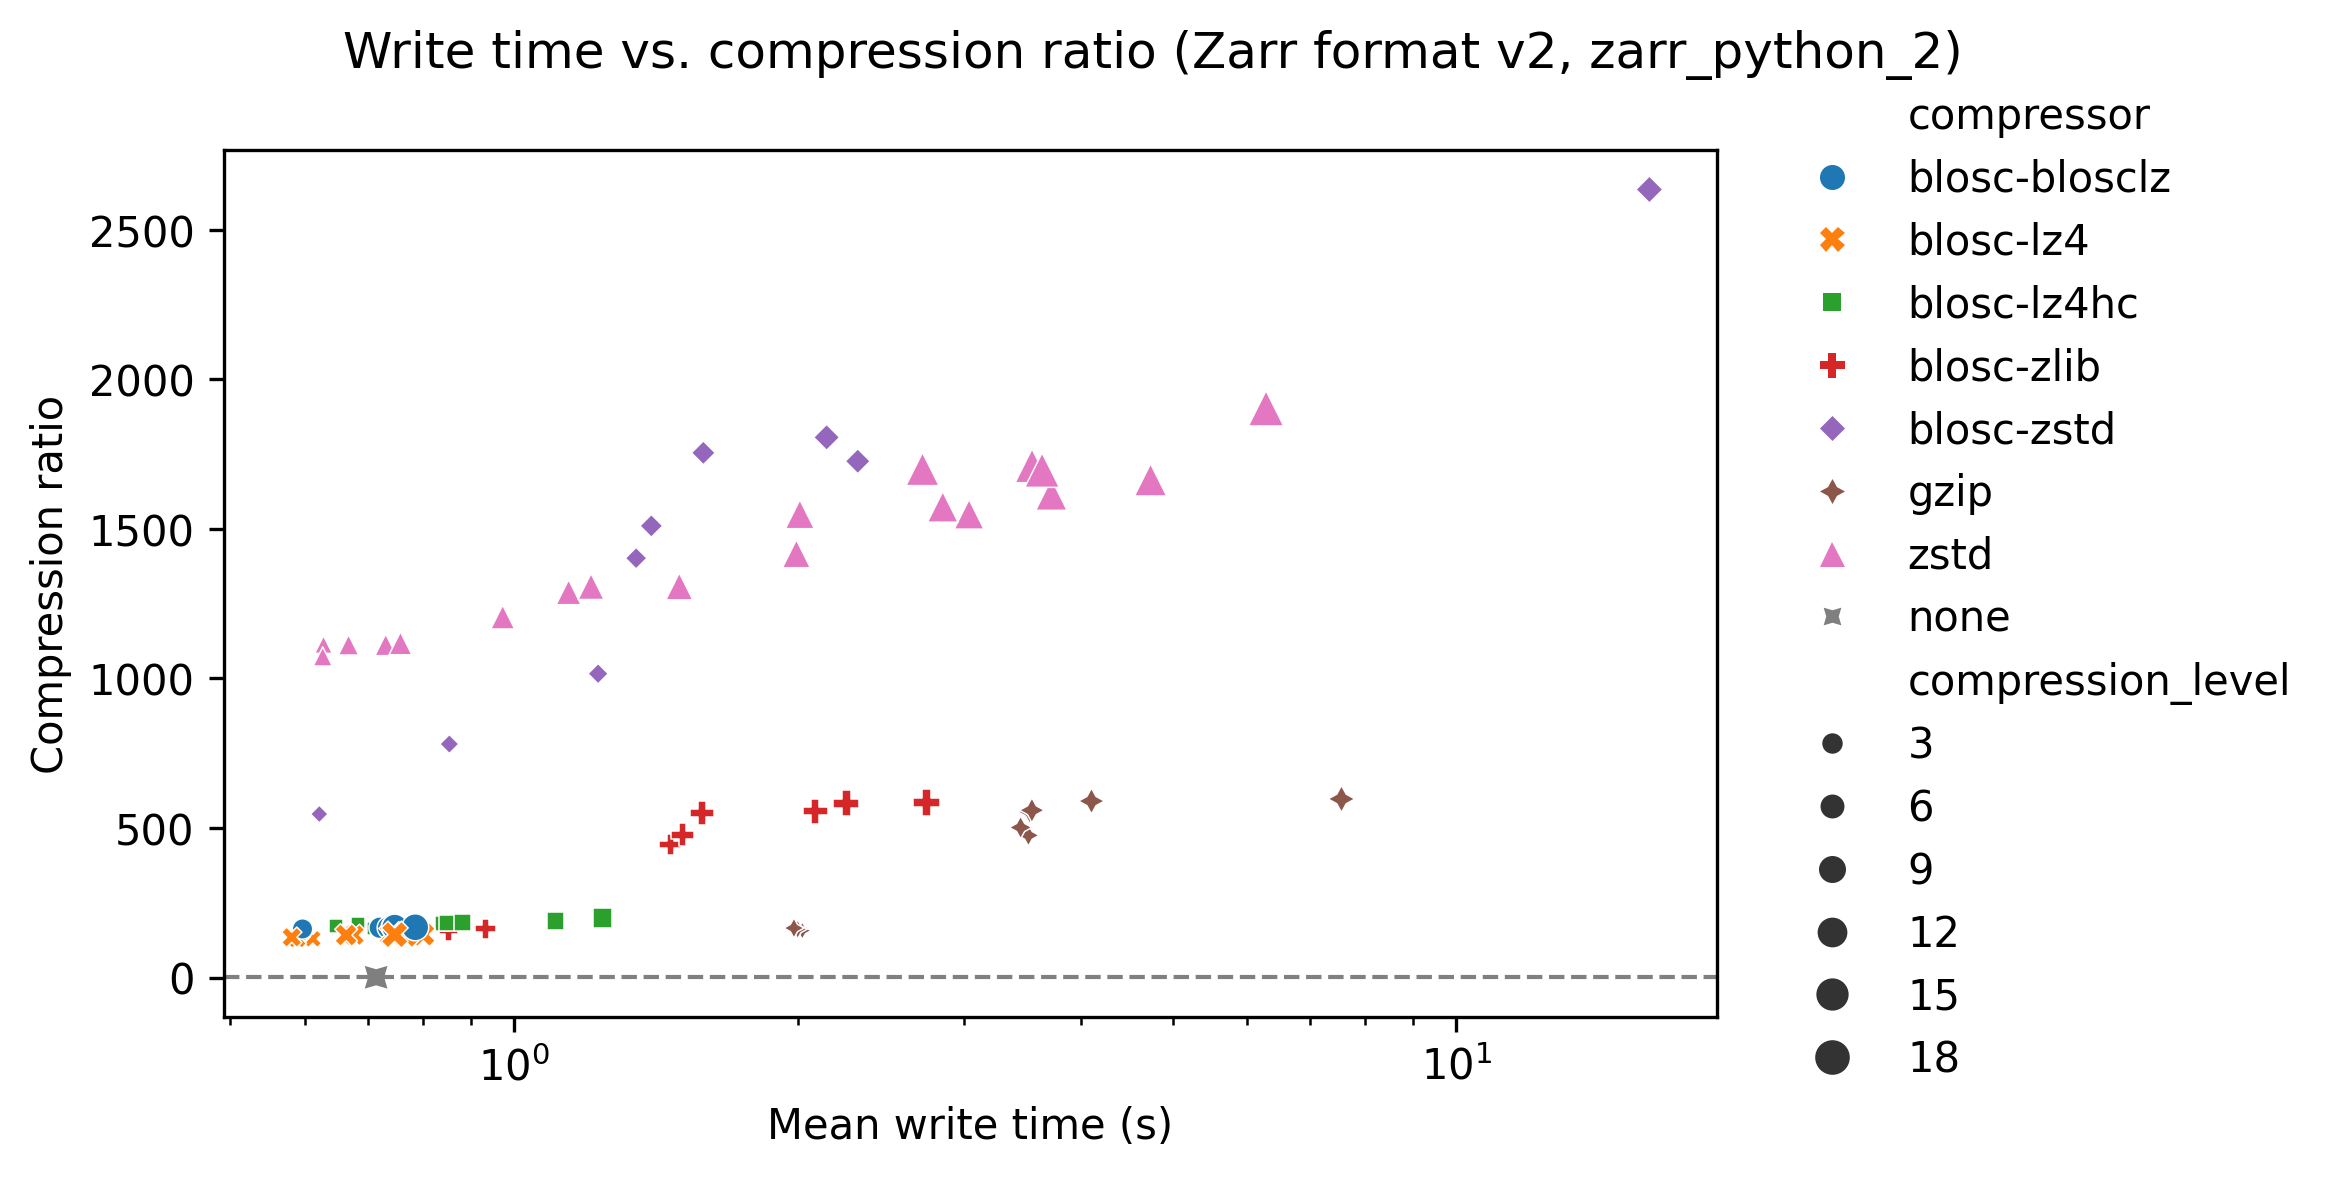 Write time vs. compression ratio (Zarr format v2, zarr_python_2)
Compression ratio
2500
2000
1500
1000
500
0
10⁰
10¹
Mean write time (s)
compressor
blosc-blosclz
blosc-lz4
blosc-lz4hc
blosc-zlib
blosc-zstd
gzip
zstd
none
compression_level
3
6
9
12
15
18